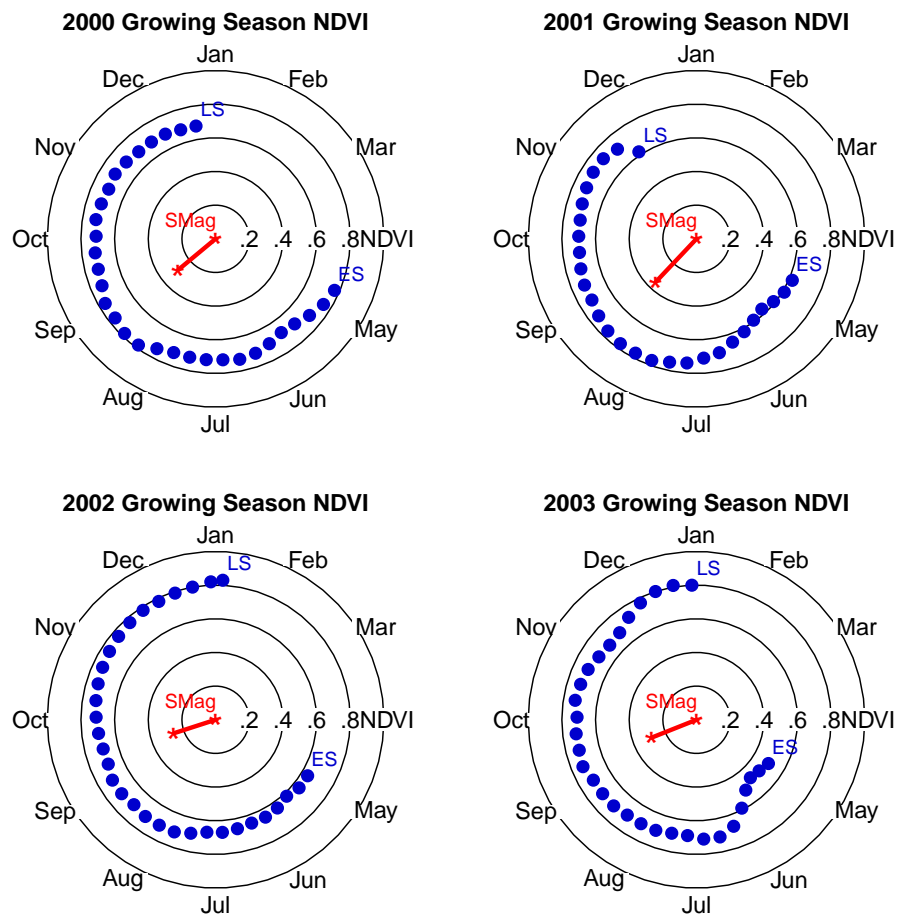 2000 Growing Season NDVI
Jan
Dec
Feb
LS
Nov
Mar
SMag
Oct
.2 .4 .6 .8NDVI
ES
Sep
May
Aug
Jun
Jul
2001 Growing Season NDVI
Jan
Dec
Feb
LS
Nov
Mar
SMag
Oct
.2 .4 .6 .8NDVI
ES
Sep
May
Aug
Jun
Jul
2002 Growing Season NDVI
Jan
Dec
Feb
LS
Nov
Mar
SMag
Oct
.2 .4 .6 .8NDVI
ES
Sep
May
Aug
Jun
Jul
2003 Growing Season NDVI
Jan
Dec
Feb
LS
Nov
Mar
SMag
Oct
.2 .4 .6 .8NDVI
ES
Sep
May
Aug
Jun
Jul